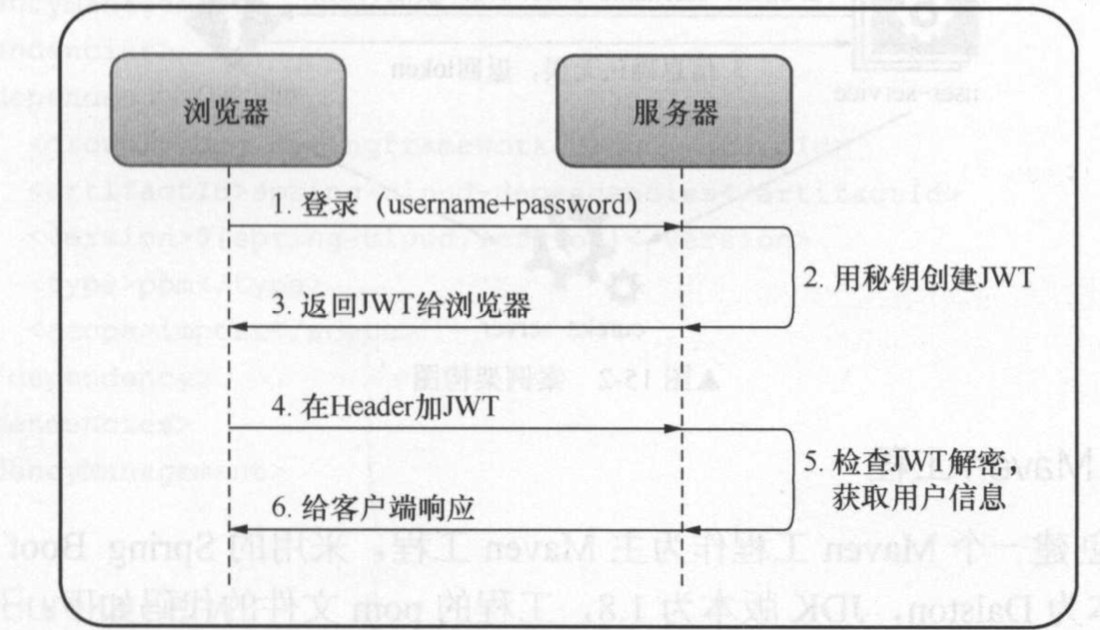 浏览器
服务器
1. 登录（username+password）
2. 用秘钥创建JWT
3. 返回JWT给浏览器
4. 在Header加JWT
5. 检查JWT解密，
获取用户信息
6. 给客户端响应